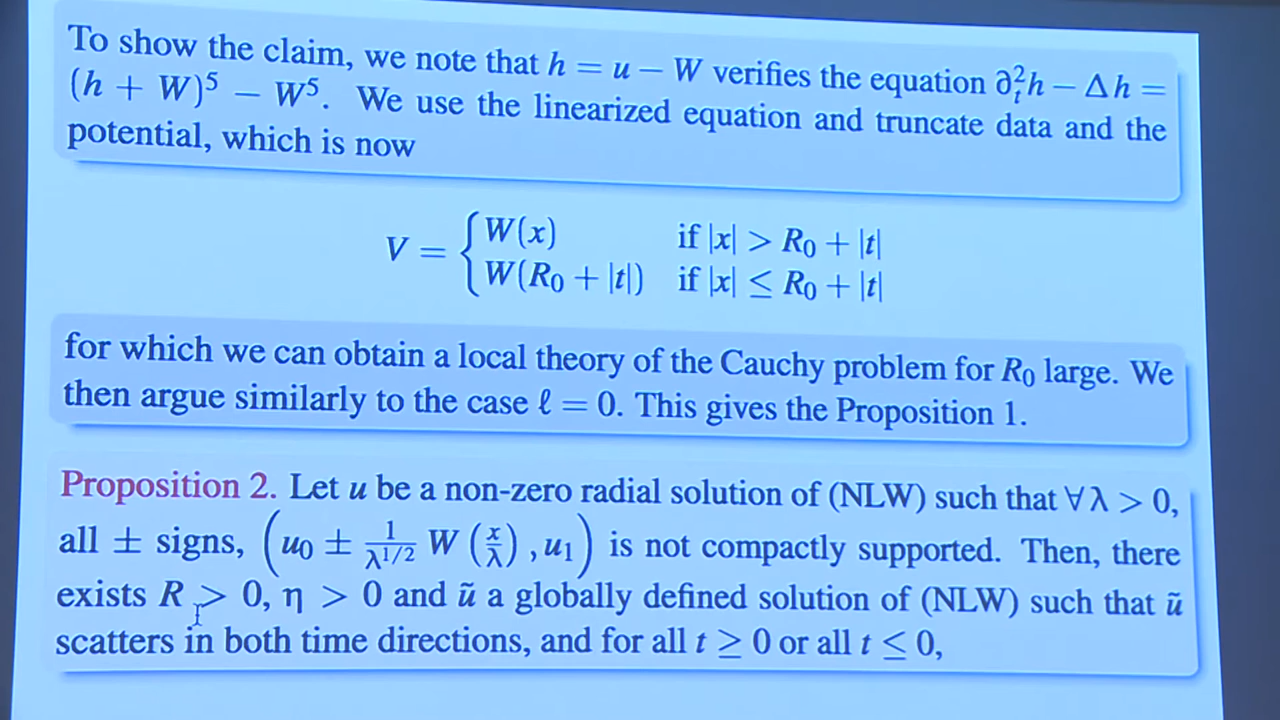 To show the claim, we note that h = u − W verifies the equation ∂ₜ²h − Δh =
(h + W)⁵ − W⁵. We use the linearized equation and truncate data and the
potential, which is now
V = { W(x) if |x| > R₀ + |t|
W(R₀ + |t|) if |x| ≤ R₀ + |t|
for which we can obtain a local theory of the Cauchy problem for R₀ large. We
then argue similarly to the case ℓ = 0. This gives the Proposition 1.
Proposition 2. Let u be a non-zero radial solution of (NLW) such that ∀λ > 0,
all ± signs, (u₀ ± 1/λ^{1/2} W (x/λ), u₁) is not compactly supported. Then, there
exists R > 0, η > 0 and ũ a globally defined solution of (NLW) such that ũ
scatters in both time directions, and for all t ≥ 0 or all t ≤ 0,